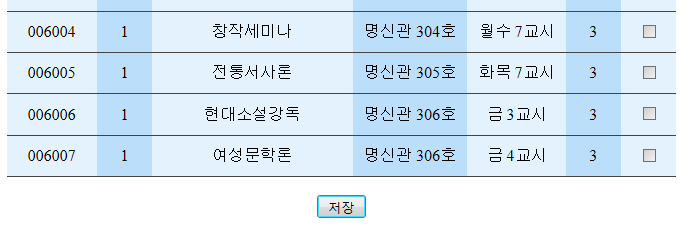 006004 1 창작세미나 명신관 304호 월수 7교시 3
006005 1 전통서사론 명신관 305호 화목 7교시 3
006006 1 현대소설강독 명신관 306호 금 3교시 3
006007 1 여성문학론 명신관 306호 금 4교시 3
저장